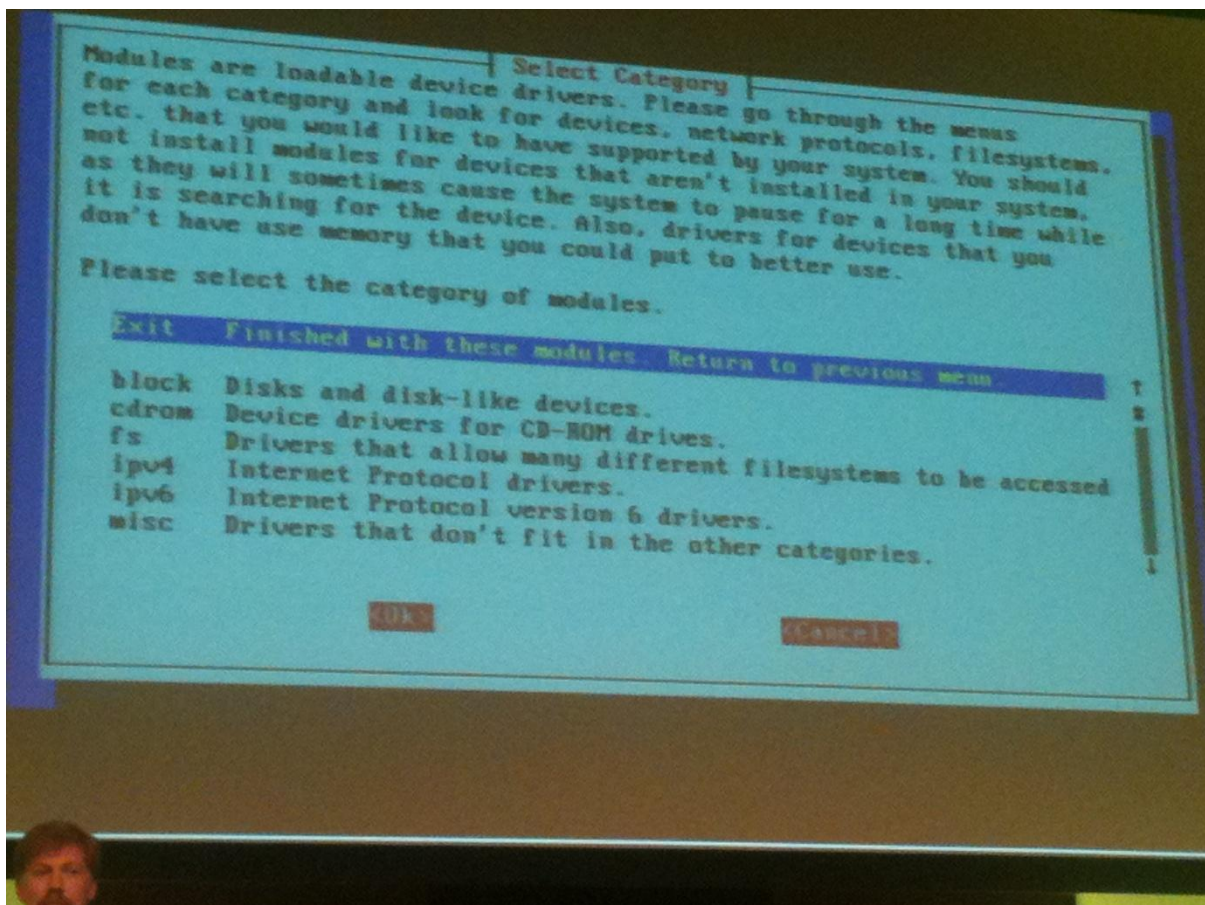 Select Category
Modules are loadable device drivers. Please go through the menus
for each category and look for devices, network protocols, filesystems,
etc. that you would like to have supported by your system. You should
not install modules for devices that aren't installed in your system,
as they will sometimes cause the system to pause for a long time while
it is searching for the device. Also, drivers for devices that you
don't have use memory that you could put to better use.
Please select the category of modules.
Exit Finished with these modules. Return to previous menu.
block Disks and disk-like devices.
cdrom Device drivers for CD-ROM drives.
fs Drivers that allow many different filesystems to be accessed
ipv4 Internet Protocol drivers.
ipv6 Internet Protocol version 6 drivers.
misc Drivers that don't fit in the other categories.
<Ok> <Cancel>